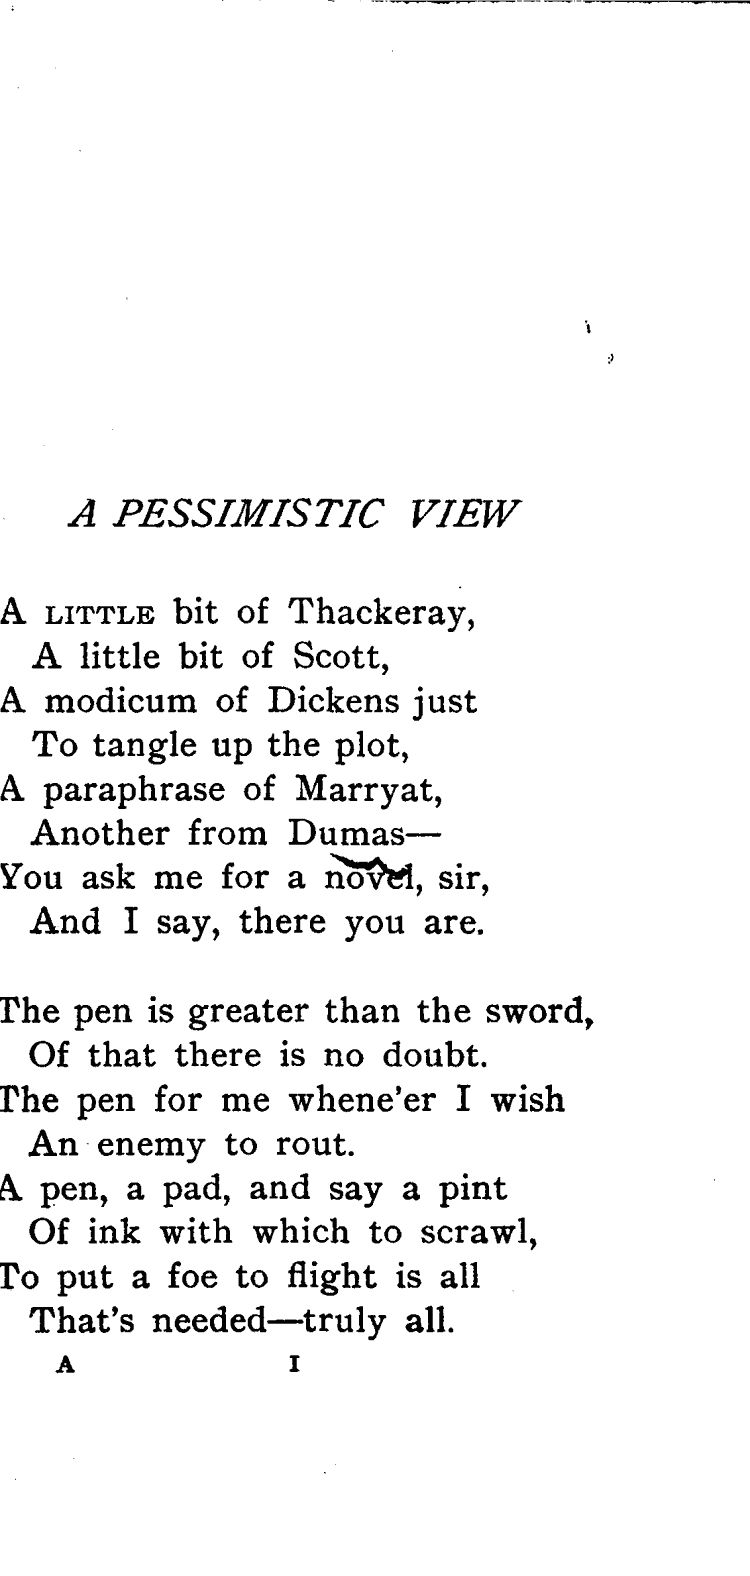 A PESSIMISTIC VIEW
A LITTLE bit of Thackeray,
A little bit of Scott,
A modicum of Dickens just
To tangle up the plot,
A paraphrase of Marryat,
Another from Dumas—
You ask me for a novel, sir,
And I say, there you are.
The pen is greater than the sword,
Of that there is no doubt.
The pen for me whene'er I wish
An enemy to rout.
A pen, a pad, and say a pint
Of ink with which to scrawl,
To put a foe to flight is all
That's needed—truly all.
A I